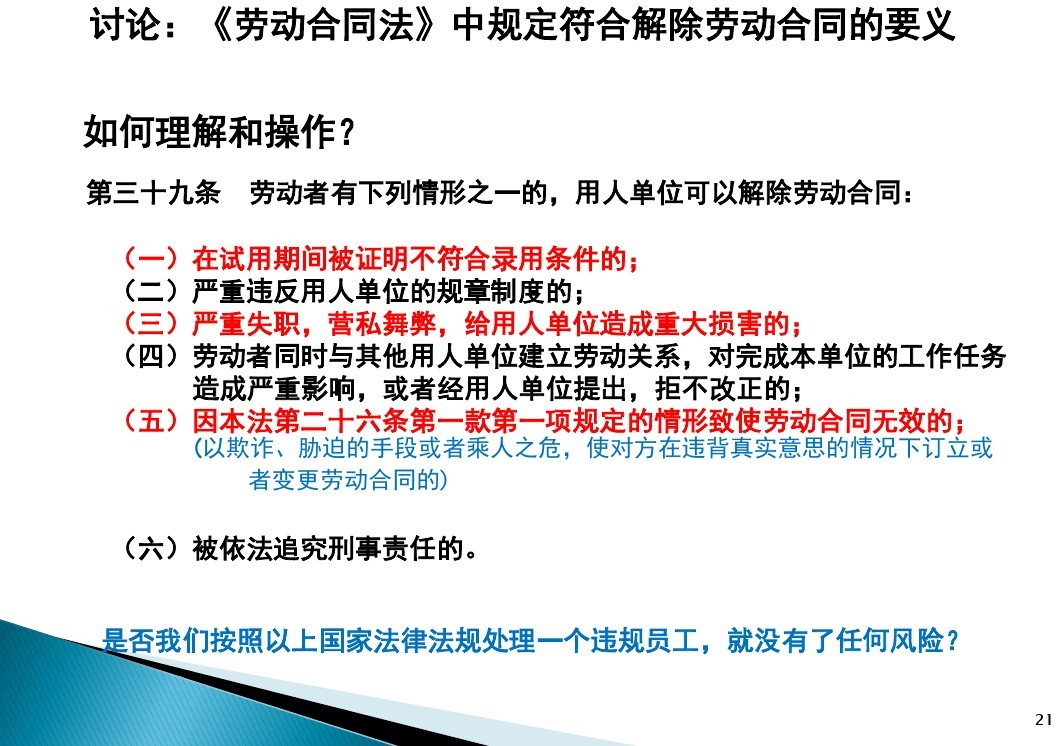 讨论：《劳动合同法》中规定符合解除劳动合同的要义
如何理解和操作？
第三十九条 劳动者有下列情形之一的，用人单位可以解除劳动合同：
（一）在试用期间被证明不符合录用条件的；
（二）严重违反用人单位的规章制度的；
（三）严重失职，营私舞弊，给用人单位造成重大损害的；
（四）劳动者同时与其他用人单位建立劳动关系，对完成本单位的工作任务
造成严重影响，或者经用人单位提出，拒不改正的；
（五）因本法第二十六条第一款第一项规定的情形致使劳动合同无效的；
(以欺诈、胁迫的手段或者乘人之危，使对方在违背真实意思的情况下订立或
者变更劳动合同的)
（六）被依法追究刑事责任的。
是否我们按照以上国家法律法规处理一个违规员工，就没有了任何风险？
21